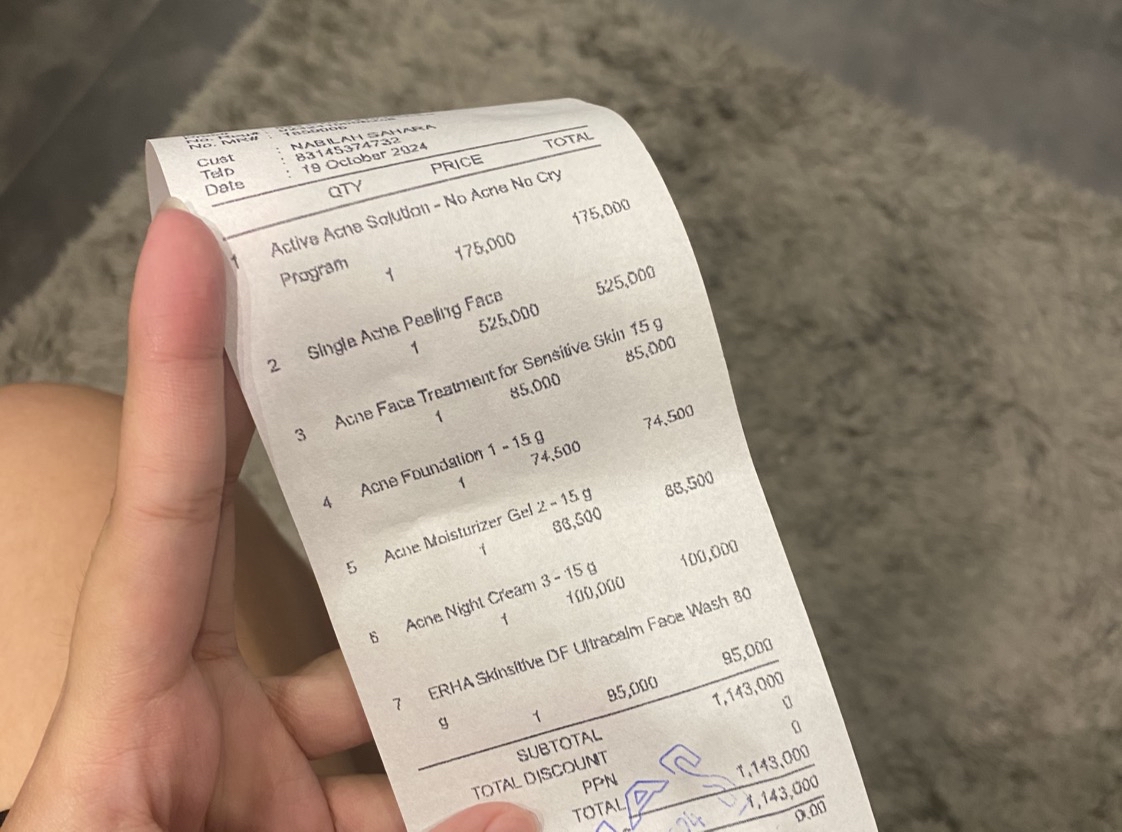 No. MRW : 1850006
Cust : NABILAH SAHARA
Telp : 83145374732
Date : 19 October 2024
QTY PRICE TOTAL
1 Active Acne Solution - No Acne No Cry
Program 1 175,000 175,000
2 Single Acne Peeling Face
1 525,000 525,000
3 Acne Face Treatment for Sensitive Skin 15 g
1 85,000 85,000
4 Acne Foundation 1 - 15 g
1 74,500 74,500
5 Acne Moisturizer Gel 2 - 15 g
1 88,500 88,500
6 Acne Night Cream 3 - 15 g
1 100,000 100,000
7 ERHA Skinsitive DF Ultracalm Face Wash 80
g 1 95,000 95,000
SUBTOTAL 1,143,000
TOTAL DISCOUNT 0
PPN 0
TOTAL 1,143,000
1,143,000
0.00